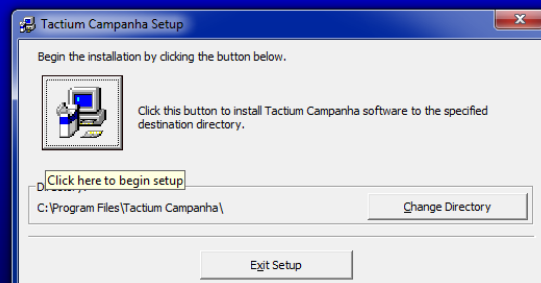 Tactium Campanha Setup
Begin the installation by clicking the button below.
Click this button to install Tactium Campanha software to the specified
destination directory.
Click here to begin setup
C:\Program Files\Tactium Campanha\
Change Directory
Exit Setup